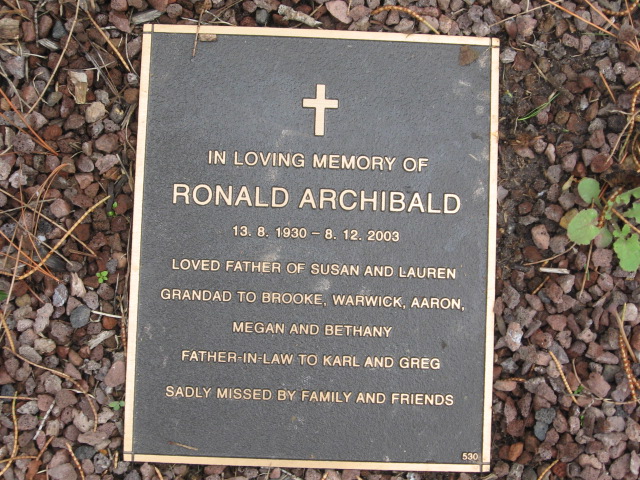 IN LOVING MEMORY OF
RONALD ARCHIBALD
13. 8. 1930 – 8. 12. 2003
LOVED FATHER OF SUSAN AND LAUREN
GRANDAD TO BROOKE, WARWICK, AARON,
MEGAN AND BETHANY
FATHER-IN-LAW TO KARL AND GREG
SADLY MISSED BY FAMILY AND FRIENDS
530